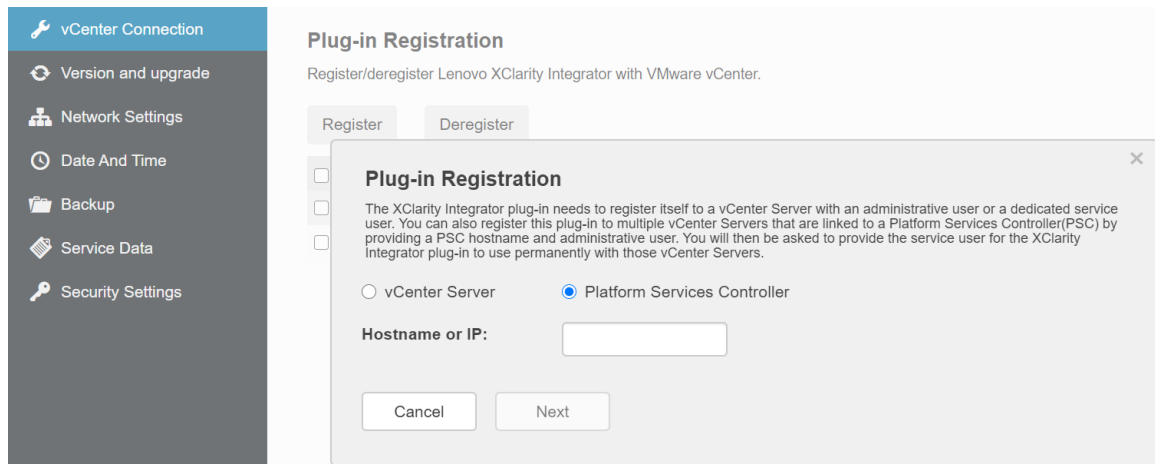 vCenter Connection
Version and upgrade
Network Settings
Date And Time
Backup
Service Data
Security Settings
Plug-in Registration
Register/deregister Lenovo XClarity Integrator with VMware vCenter.
Register
Deregister
Plug-in Registration
The XClarity Integrator plug-in needs to register itself to a vCenter Server with an administrative user or a dedicated service
user. You can also register this plug-in to multiple vCenter Servers that are linked to a Platform Services Controller(PSC) by
providing a PSC hostname and administrative user. You will then be asked to provide the service user for the XClarity
Integrator plug-in to use permanently with those vCenter Servers.
vCenter Server
Platform Services Controller
Hostname or IP:
Cancel
Next